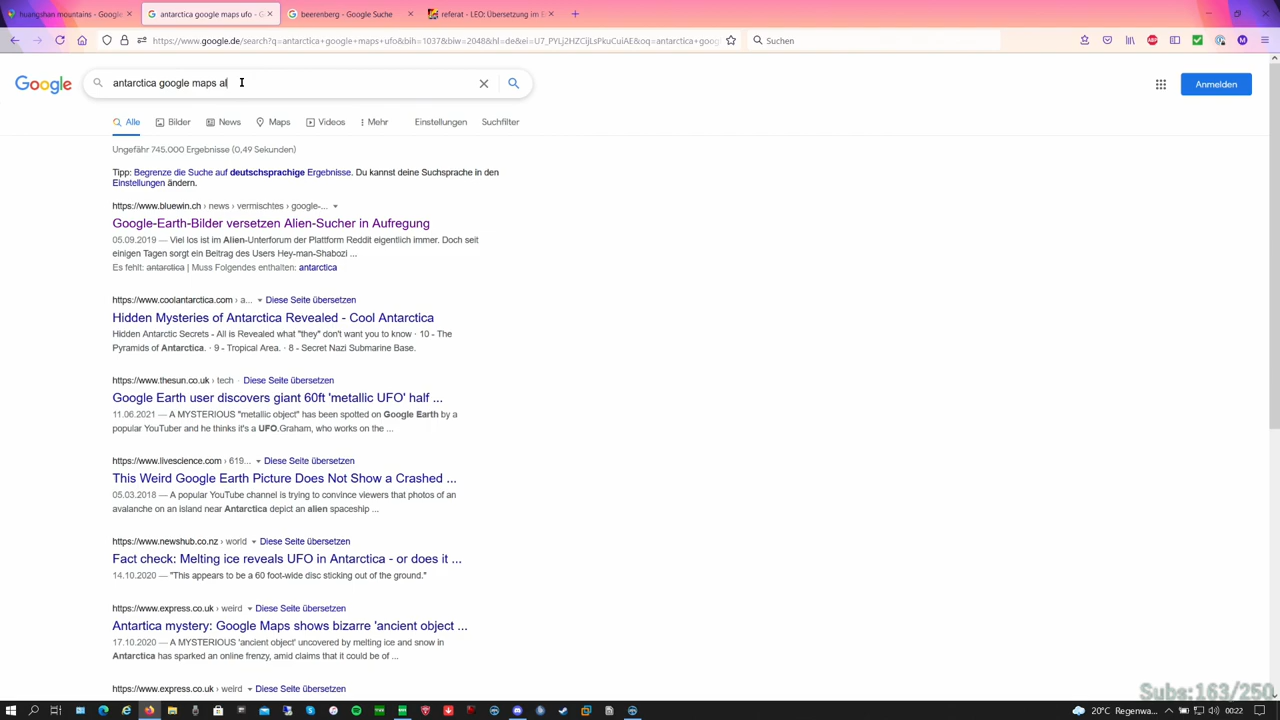 huangshan mountains - Google
antarctica google maps ufo - G
beerenberg - Google Suche
referat - LEO: Übersetzung im E
https://www.google.de/search?q=antarctica+google+maps+ufo&bih=1037&biw=2048&hl=de&ei=U7_PYLj2HZCijLsPkuCuiAE&oq=antarctica+goog
Suchen
Google
antarctica google maps al
Anmelden
Alle
Bilder
News
Maps
Videos
Mehr
Einstellungen
Suchfilter
Ungefähr 745.000 Ergebnisse (0,49 Sekunden)
Tipp: Begrenze die Suche auf deutschsprachige Ergebnisse. Du kannst deine Suchsprache in den
Einstellungen ändern.
https://www.bluewin.ch › news › vermischtes › google-...
Google-Earth-Bilder versetzen Alien-Sucher in Aufregung
05.09.2019 — Viel los ist im Alien-Unterforum der Plattform Reddit eigentlich immer. Doch seit
einigen Tagen sorgt ein Beitrag des Users Hey-man-Shabozi ...
Es fehlt: antarctica | Muss Folgendes enthalten: antarctica
https://www.coolantarctica.com › a... Diese Seite übersetzen
Hidden Mysteries of Antarctica Revealed - Cool Antarctica
Hidden Antarctic Secrets - All is Revealed what "they" don't want you to know · 10 - The
Pyramids of Antarctica. · 9 - Tropical Area. · 8 - Secret Nazi Submarine Base.
https://www.thesun.co.uk › tech · Diese Seite übersetzen
Google Earth user discovers giant 60ft 'metallic UFO' half ...
11.06.2021 — A MYSTERIOUS "metallic object" has been spotted on Google Earth by a
popular YouTuber and he thinks it's a UFO.Graham, who works on the ...
https://www.livescience.com › 619... Diese Seite übersetzen
This Weird Google Earth Picture Does Not Show a Crashed ...
05.03.2018 — A popular YouTube channel is trying to convince viewers that photos of an
avalanche on an island near Antarctica depict an alien spaceship ...
https://www.newshub.co.nz › world Diese Seite übersetzen
Fact check: Melting ice reveals UFO in Antarctica - or does it ...
14.10.2020 — "This appears to be a 60 foot-wide disc sticking out of the ground."
https://www.express.co.uk › weird Diese Seite übersetzen
Antartica mystery: Google Maps shows bizarre 'ancient object ...
17.10.2020 — A MYSTERIOUS 'ancient object' uncovered by melting ice and snow in
Antarctica has sparked an online frenzy, amid claims that it could be of ...
https://www.express.co.uk › weird Diese Seite übersetzen
Subs:163/250
20°C Regenwa...
00:22